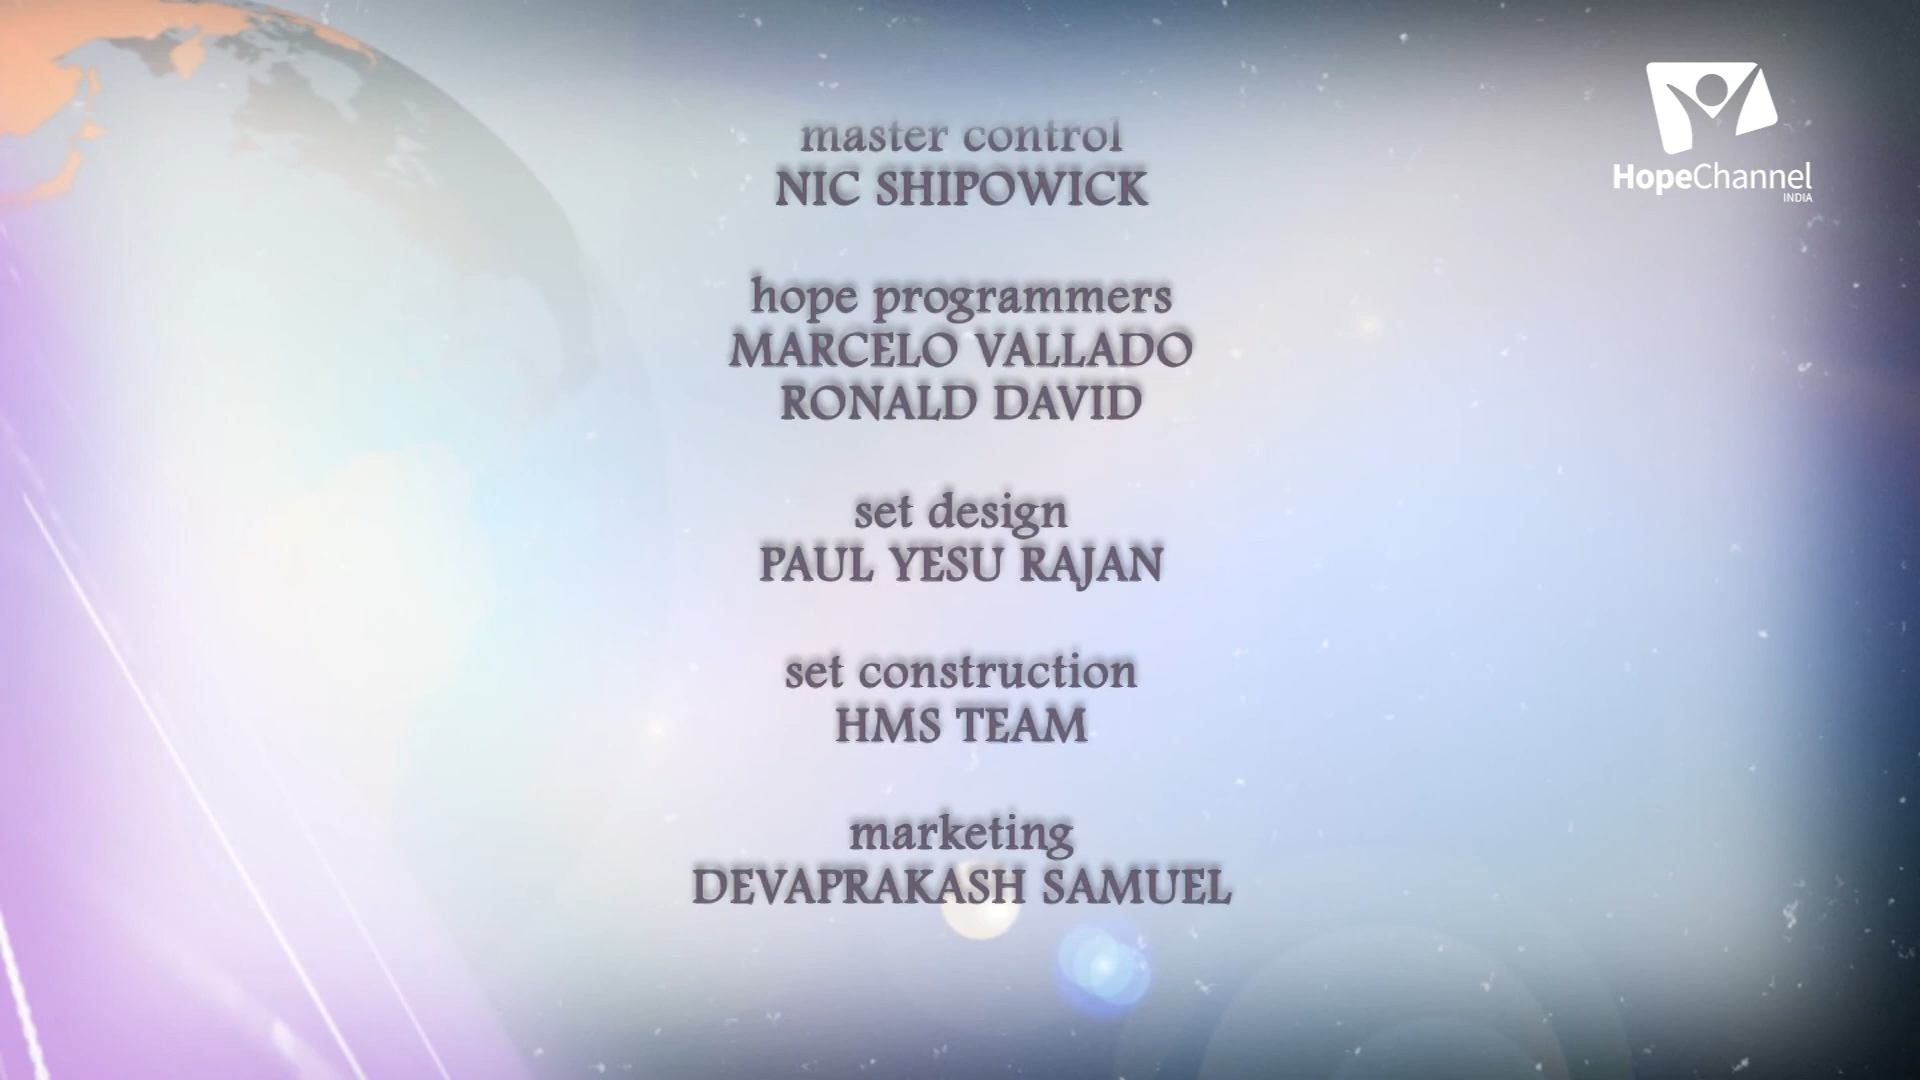 master control
NIC SHIPOWICK
hope programmers
MARCELO VALLADO
RONALD DAVID
set design
PAUL YESU RAJAN
set construction
HMS TEAM
marketing
DEVAPRAKASH SAMUEL
HopeChannel
INDIA